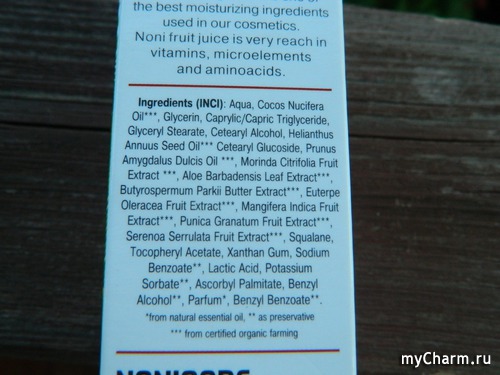 the best moisturizing ingredients
used in our cosmetics.
Noni fruit juice is very reach in
vitamins, microelements
and aminoacids.
Ingredients (INCI): Aqua, Cocos Nucifera
Oil***, Glycerin, Caprylic/Capric Triglyceride,
Glyceryl Stearate, Cetearyl Alcohol, Helianthus
Annuus Seed Oil*** Cetearyl Glucoside, Prunus
Amygdalus Dulcis Oil ***, Morinda Citrifolia Fruit
Extract ***, Aloe Barbadensis Leaf Extract***,
Butyrospermum Parkii Butter Extract***, Euterpe
Oleracea Fruit Extract***, Mangifera Indica Fruit
Extract***, Punica Granatum Fruit Extract***,
Serenoa Serrulata Fruit Extract***, Squalane,
Tocopheryl Acetate, Xanthan Gum, Sodium
Benzoate**, Lactic Acid, Potassium
Sorbate**, Ascorbyl Palmitate, Benzyl
Alcohol**, Parfum*, Benzyl Benzoate**.
*from natural essential oil, ** as preservative
*** from certified organic farming
myCharm.ru